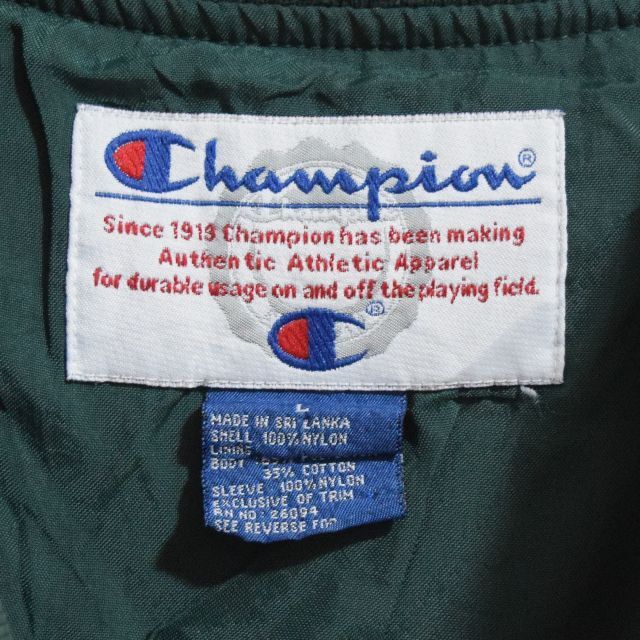 Champion®
Since 1919 Champion has been making
Authentic Athletic Apparel
for durable usage on and off the playing field.
®
L
MADE IN SRI LANKA
SHELL 100% NYLON
LINING
BODY
35% COTTON
SLEEVE 100% NYLON
EXCLUSIVE OF TRIM
RN NO: 26094
SEE REVERSE FOR